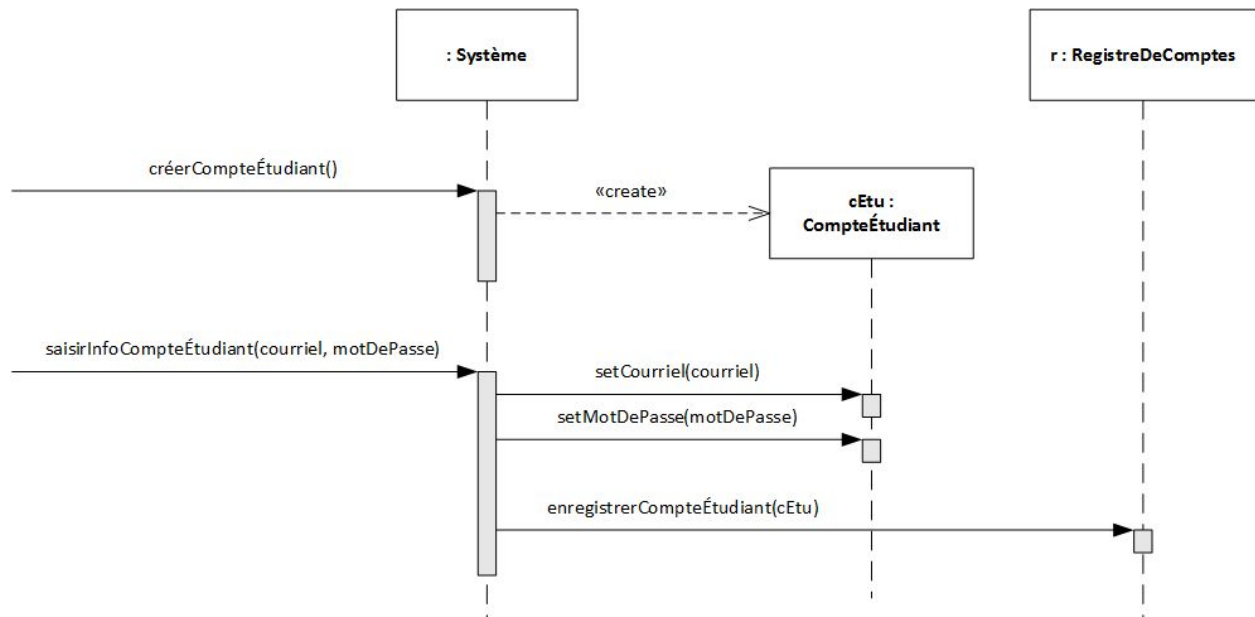 : Système
r : RegistreDeComptes
créerCompteÉtudiant()
«create»
cEtu :
CompteÉtudiant
saisirInfoCompteÉtudiant(courriel, motDePasse)
setCourriel(courriel)
setMotDePasse(motDePasse)
enregistrerCompteÉtudiant(cEtu)